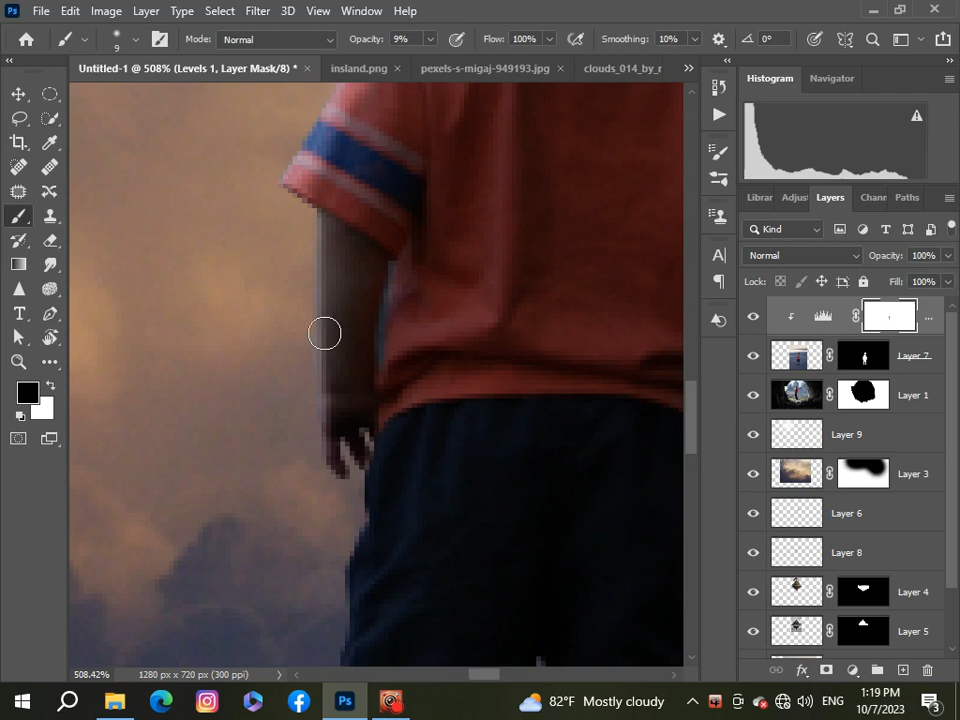 Ps File Edit Image Layer Type Select Filter 3D View Window Help
9 Mode: Normal Opacity: 9% Flow: 100% Smoothing: 10% 0°
Untitled-1 @ 508% (Levels 1, Layer Mask/8) * × insland.png × pexels-s-migaj-949193.jpg × clouds_014_by_r
Histogram Navigator
Librar Adjus Layers Chann Paths
Kind
Normal Opacity: 100%
Lock: Fill: 100%
...
Layer 7
Layer 1
Layer 9
Layer 3
Layer 6
Layer 8
Layer 4
Layer 5
508.42% 1280 px x 720 px (300 ppi)
82°F Mostly cloudy ENG 1:19 PM
10/7/2023 3